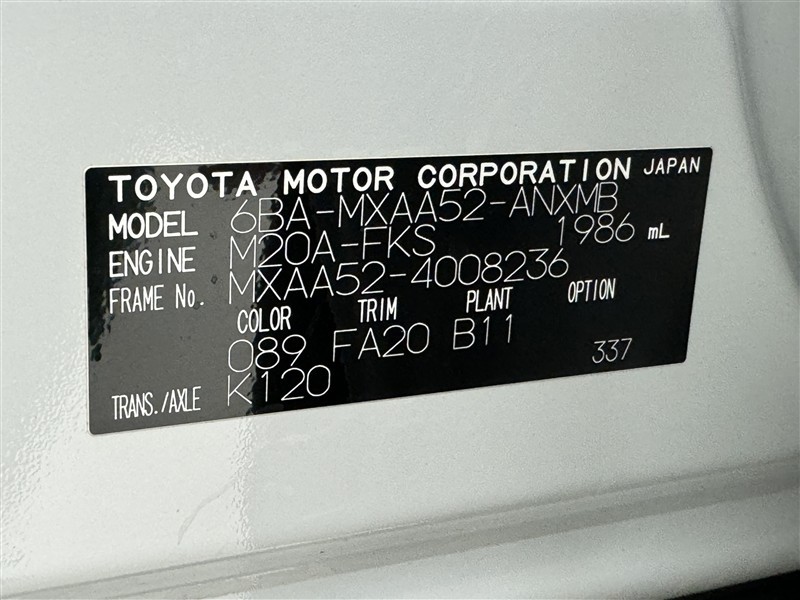 TOYOTA MOTOR CORPORATION JAPAN
MODEL 6BA-MXAA52-ANXMB
ENGINE M20A-FKS 1986 mL
FRAME No. MXAA52-4008236
COLOR TRIM PLANT OPTION
089 FA20 B11 337
TRANS./AXLE K120